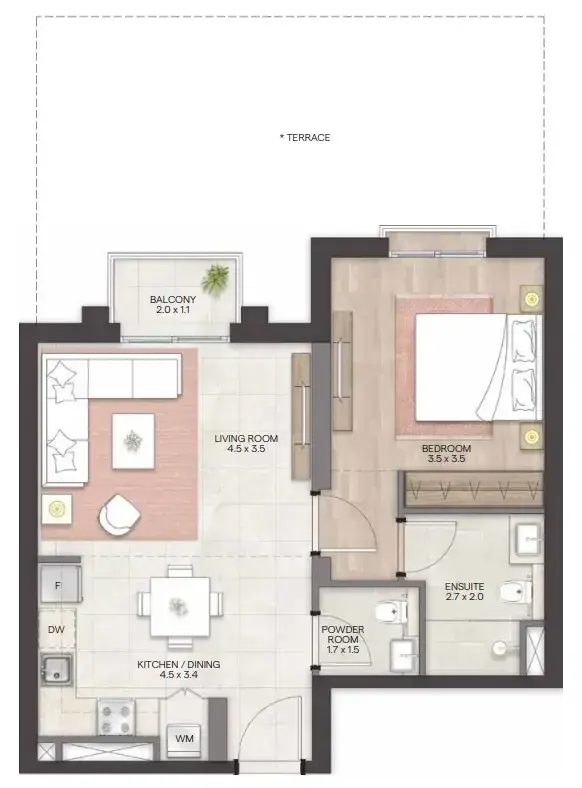 * TERRACE
BALCONY
2.0 x 1.1
LIVING ROOM
4.5 x 3.5
BEDROOM
3.5 x 3.5
F
ENSUITE
2.7 x 2.0
DW
POWDER
ROOM
1.7 x 1.5
KITCHEN / DINING
4.5 x 3.4
WM